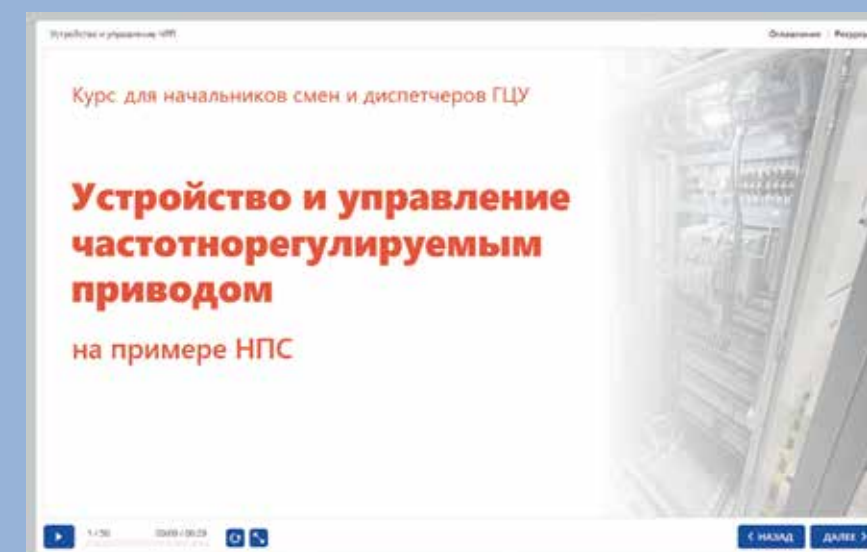 Устройство и управление ЧРП
Оглавление | Ресурсы
Курс для начальников смен и диспетчеров ГЦУ
Устройство и управление
частотнорегулируемым
приводом
на примере НПС
1 / 50
< НАЗАД
ДАЛЕЕ >